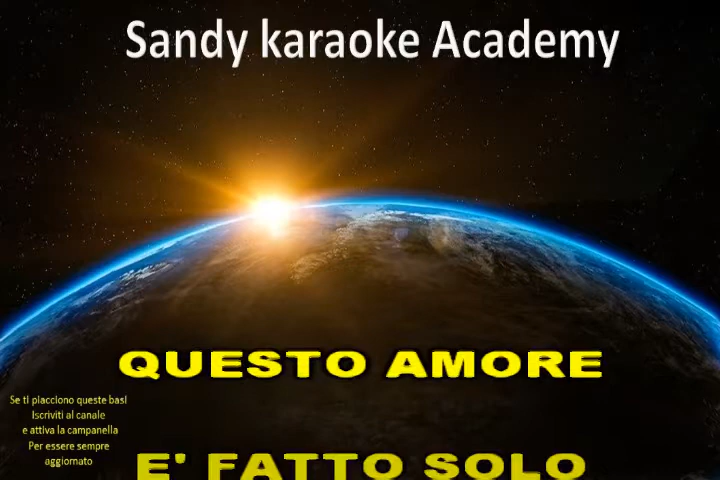 Sandy karaoke Academy
QUESTO AMORE
Se ti piacciono queste basi
Iscriviti al canale
e attiva la campanella
Per essere sempre
aggiornato
E' FATTO SOLO